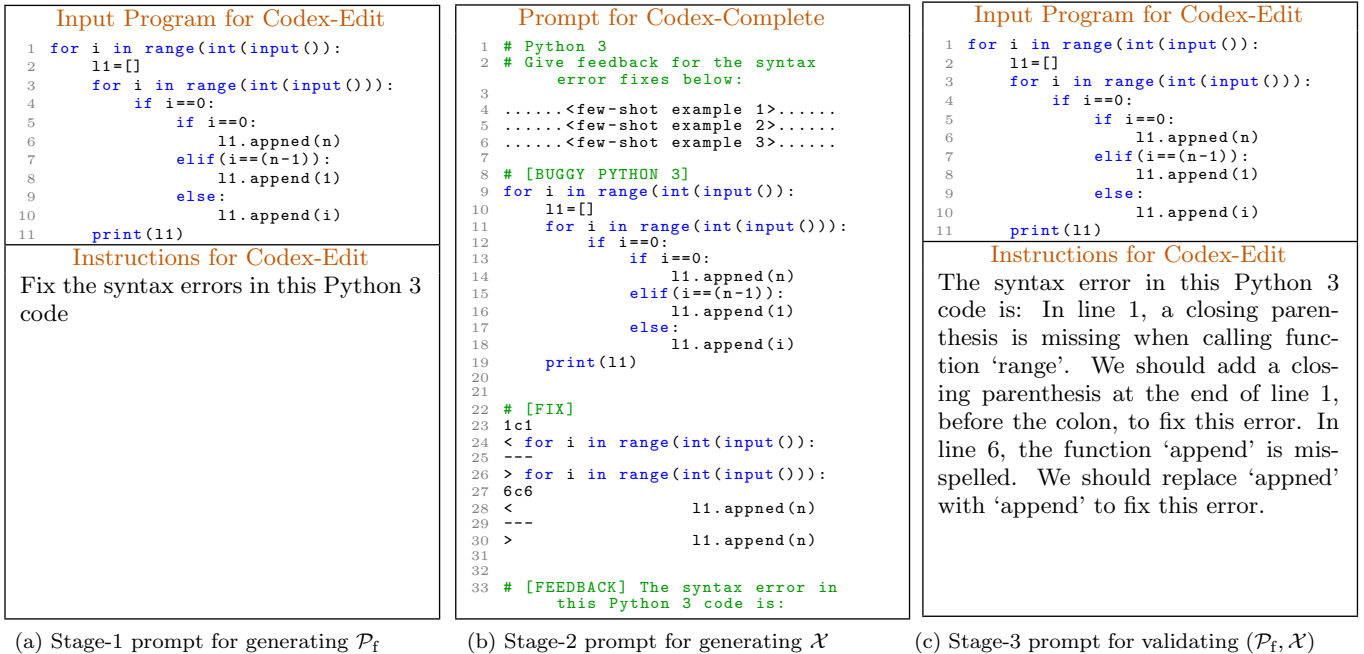 Input Program for Codex-Edit
1 for i in range(int(input()):
2     l1=[]
3     for i in range(int(input())):
4         if i==0:
5             if i==0:
6                 l1.appned(n)
7             elif(i==(n-1)):
8                 l1.append(1)
9             else:
10                 l1.append(i)
11     print(l1)
Instructions for Codex-Edit
Fix the syntax errors in this Python 3
code
(a) Stage-1 prompt for generating 𝒫f
Prompt for Codex-Complete
1 # Python 3
2 # Give feedback for the syntax
error fixes below:
3
4 ......<few-shot example 1>......
5 ......<few-shot example 2>......
6 ......<few-shot example 3>......
7
8 # [BUGGY PYTHON 3]
9 for i in range(int(input()):
10     l1=[]
11     for i in range(int(input())):
12         if i==0:
13             if i==0:
14                 l1.appned(n)
15             elif(i==(n-1)):
16                 l1.append(1)
17             else:
18                 l1.append(i)
19     print(l1)
20
21
22 # [FIX]
23 1c1
24 < for i in range(int(input()):
25 ---
26 > for i in range(int(input())):
27 6c6
28 <                 l1.appned(n)
29 ---
30 >                 l1.append(n)
31
32
33 # [FEEDBACK] The syntax error in
this Python 3 code is:
(b) Stage-2 prompt for generating 𝒳
Input Program for Codex-Edit
1 for i in range(int(input()):
2     l1=[]
3     for i in range(int(input())):
4         if i==0:
5             if i==0:
6                 l1.appned(n)
7             elif(i==(n-1)):
8                 l1.append(1)
9             else:
10                 l1.append(i)
11     print(l1)
Instructions for Codex-Edit
The syntax error in this Python 3
code is: In line 1, a closing paren-
thesis is missing when calling func-
tion ‘range’. We should add a clos-
ing parenthesis at the end of line 1,
before the colon, to fix this error. In
line 6, the function ‘append’ is mis-
spelled. We should replace ‘appned’
with ‘append’ to fix this error.
(c) Stage-3 prompt for validating (𝒫f, 𝒳)